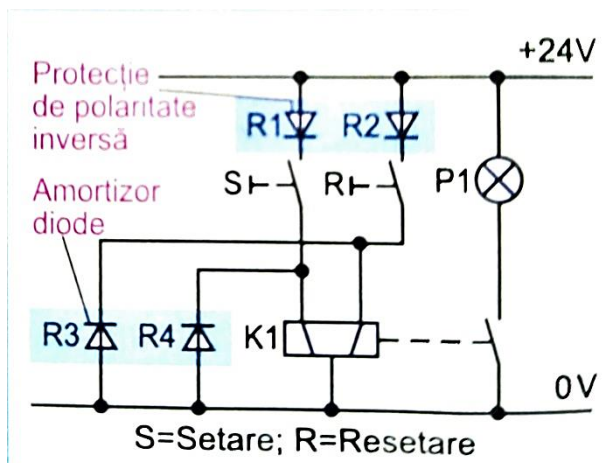 +24V
Protecție
de polaritate
inversă
R1
R2
S
R
P1
Amortizor
diode
R3
R4
K1
0V
S=Setare; R=Resetare